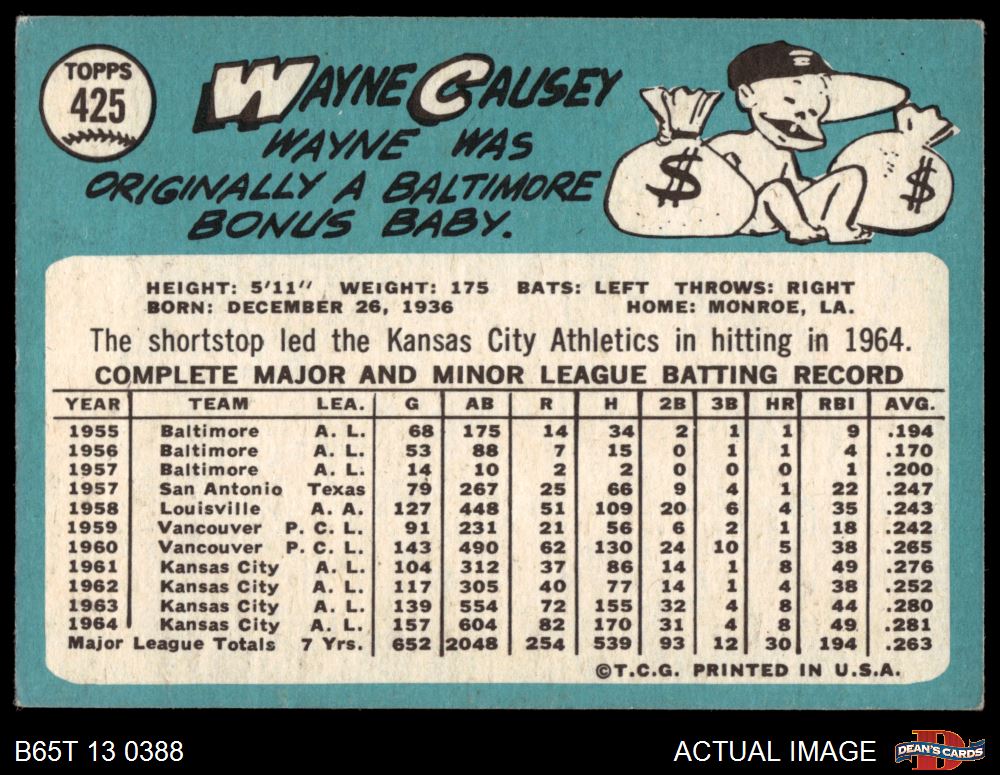 TOPPS
425
WAYNE CAUSEY
WAYNE WAS
ORIGINALLY A BALTIMORE
BONUS BABY.
$ $
HEIGHT: 5'11" WEIGHT: 175 BATS: LEFT THROWS: RIGHT
BORN: DECEMBER 26, 1936 HOME: MONROE, LA.
The shortstop led the Kansas City Athletics in hitting in 1964.
COMPLETE MAJOR AND MINOR LEAGUE BATTING RECORD
YEAR TEAM LEA. G AB R H 2B 3B HR RBI AVG.
1955 Baltimore A. L. 68 175 14 34 2 1 1 9 .194
1956 Baltimore A. L. 53 88 7 15 0 1 1 4 .170
1957 Baltimore A. L. 14 10 2 2 0 0 0 1 .200
1957 San Antonio Texas 79 267 25 66 9 4 1 22 .247
1958 Louisville A. A. 127 448 51 109 20 6 4 35 .243
1959 Vancouver P. C. L. 91 231 21 56 6 2 1 18 .242
1960 Vancouver P. C. L. 143 490 62 130 24 10 5 38 .265
1961 Kansas City A. L. 104 312 37 86 14 1 8 49 .276
1962 Kansas City A. L. 117 305 40 77 14 1 4 38 .252
1963 Kansas City A. L. 139 554 72 155 32 4 8 44 .280
1964 Kansas City A. L. 157 604 82 170 31 4 8 49 .281
Major League Totals 7 Yrs. 652 2048 254 539 93 12 30 194 .263
©T.C.G. PRINTED IN U.S.A.
B65T 13 0388 ACTUAL IMAGE DEAN'S CARDS